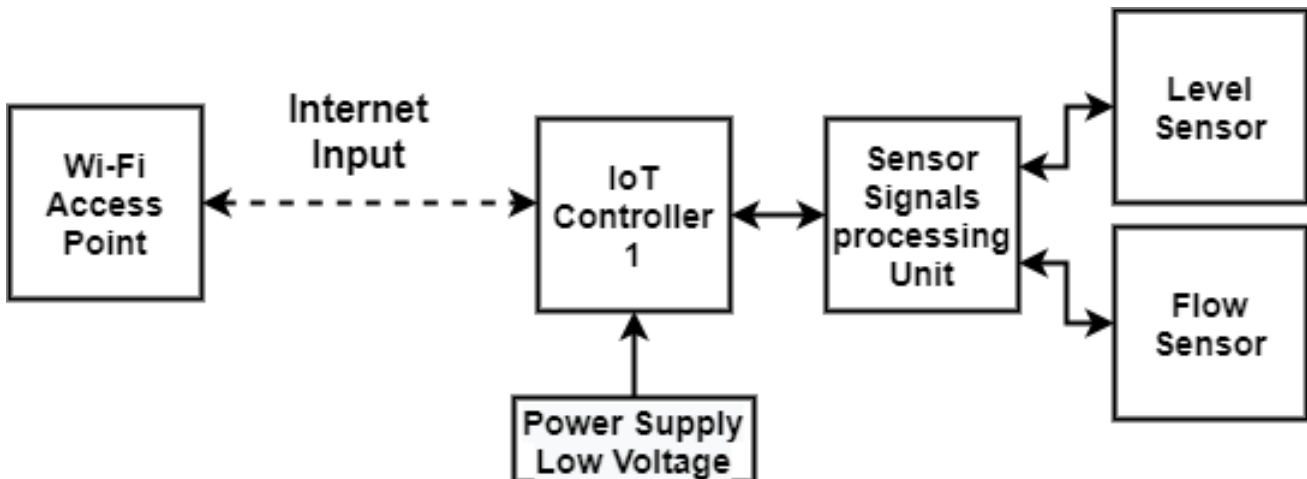 Wi-Fi
Access
Point
Internet
Input
IoT
Controller
1
Power Supply
Low Voltage
Sensor
Signals
processing
Unit
Level
Sensor
Flow
Sensor